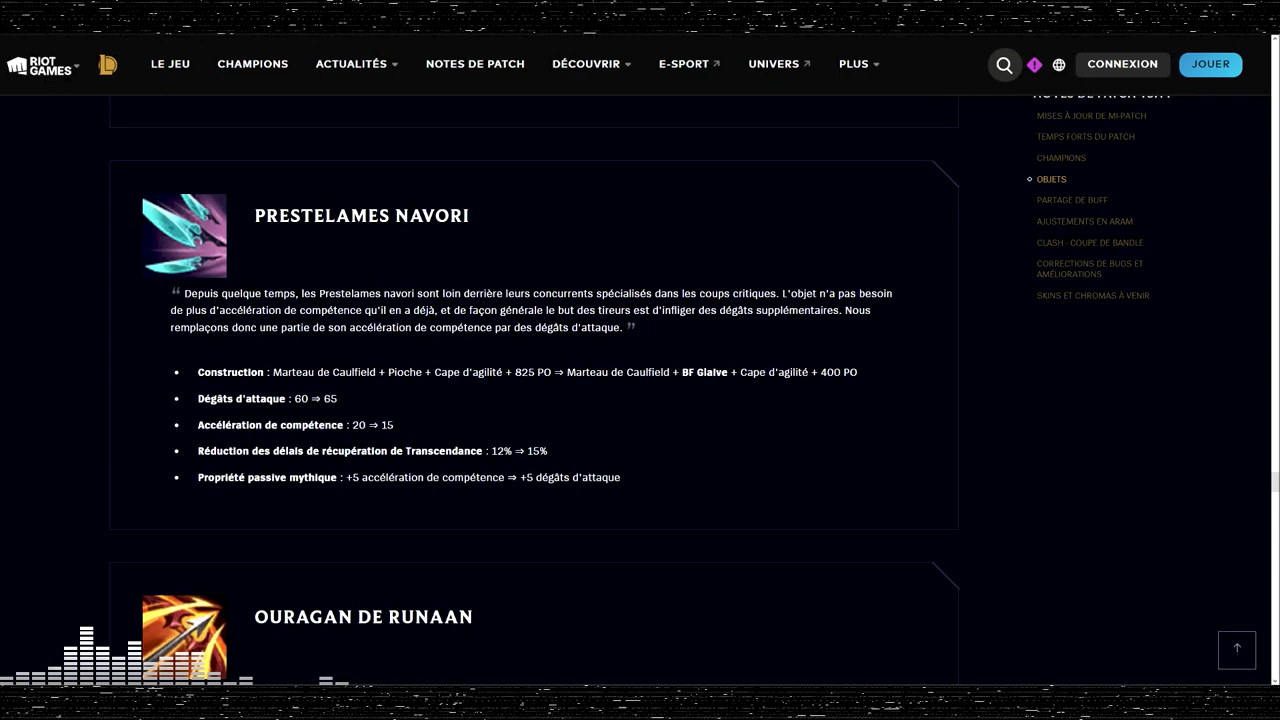 RIOT GAMES
LE JEU
CHAMPIONS
ACTUALITÉS
NOTES DE PATCH
DÉCOUVRIR
E-SPORT
UNIVERS
PLUS
CONNEXION
JOUER
MISES À JOUR DE MI-PATCH
TEMPS FORTS DU PATCH
CHAMPIONS
OBJETS
PARTAGE DE BUFF
AJUSTEMENTS EN ARAM
CLASH - COUPE DE BANDLE
CORRECTIONS DE BUGS ET
AMÉLIORATIONS
SKINS ET CHROMAS À VENIR
PRESTELAMES NAVORI
“ Depuis quelque temps, les Prestelames navori sont loin derrière leurs concurrents spécialisés dans les coups critiques. L'objet n'a pas besoin
de plus d'accélération de compétence qu'il en a déjà, et de façon générale le but des tireurs est d'infliger des dégâts supplémentaires. Nous
remplaçons donc une partie de son accélération de compétence par des dégâts d'attaque. ”
• Construction : Marteau de Caulfield + Pioche + Cape d'agilité + 825 PO ⇒ Marteau de Caulfield + BF Glaive + Cape d'agilité + 400 PO
• Dégâts d'attaque : 60 ⇒ 65
• Accélération de compétence : 20 ⇒ 15
• Réduction des délais de récupération de Transcendance : 12% ⇒ 15%
• Propriété passive mythique : +5 accélération de compétence ⇒ +5 dégâts d'attaque
OURAGAN DE RUNAAN